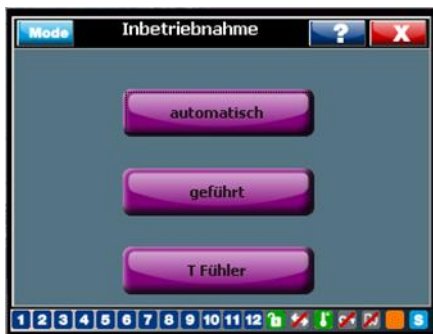 Mode Inbetriebnahme ? X
automatisch
geführt
T Fühler
1 2 3 4 5 6 7 8 9 10 11 12 S